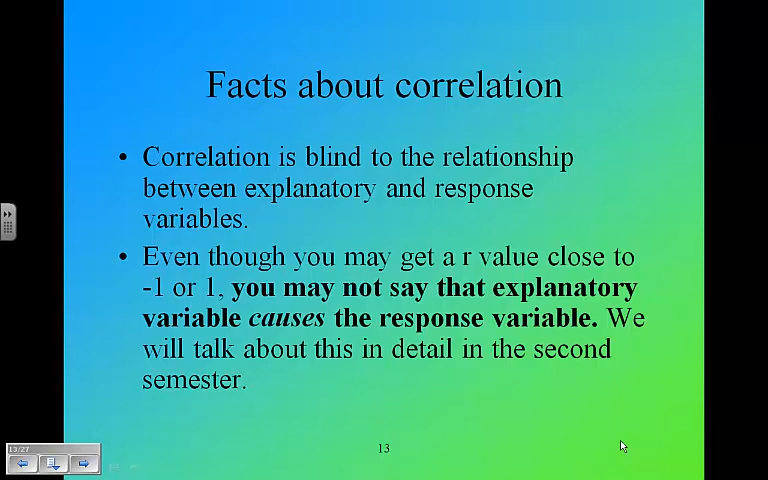 Facts about correlation
• Correlation is blind to the relationship
between explanatory and response
variables.
• Even though you may get a r value close to
-1 or 1, you may not say that explanatory
variable causes the response variable. We
will talk about this in detail in the second
semester.
13
13/27